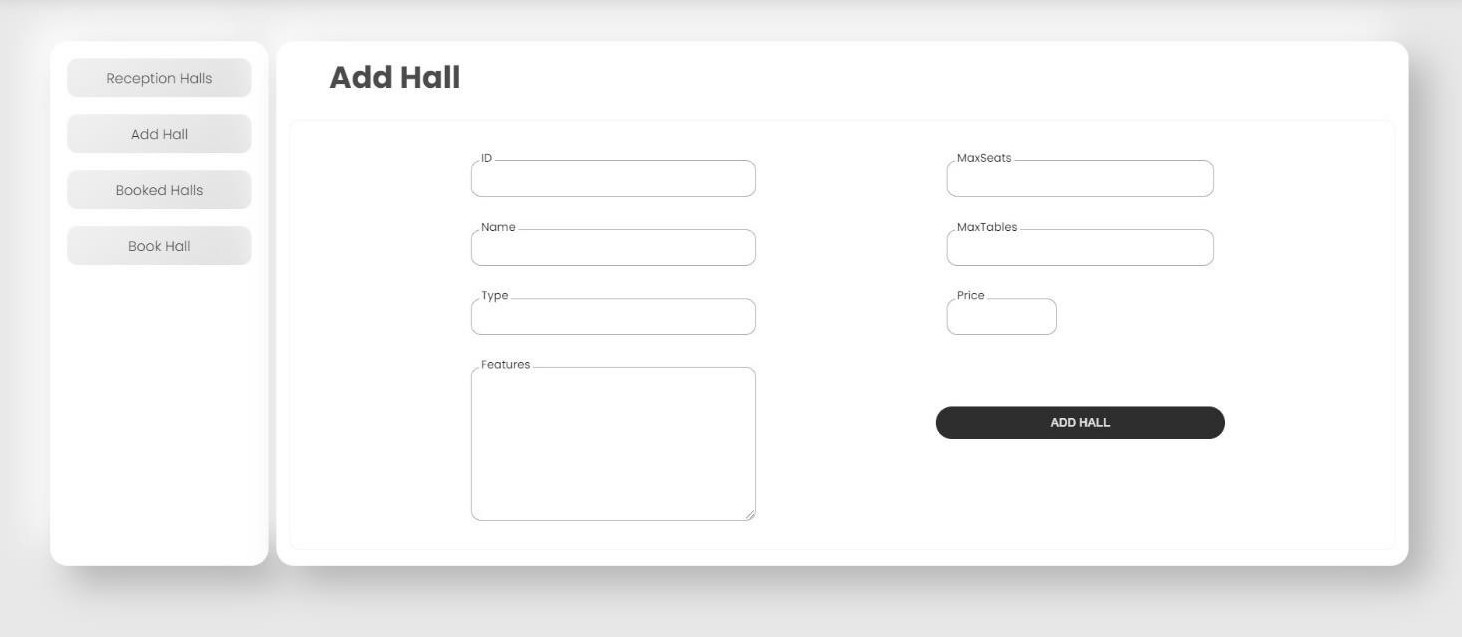 Reception Halls
Add Hall
Booked Halls
Book Hall
Add Hall
ID
Name
Type
Features
MaxSeats
MaxTables
Price
ADD HALL